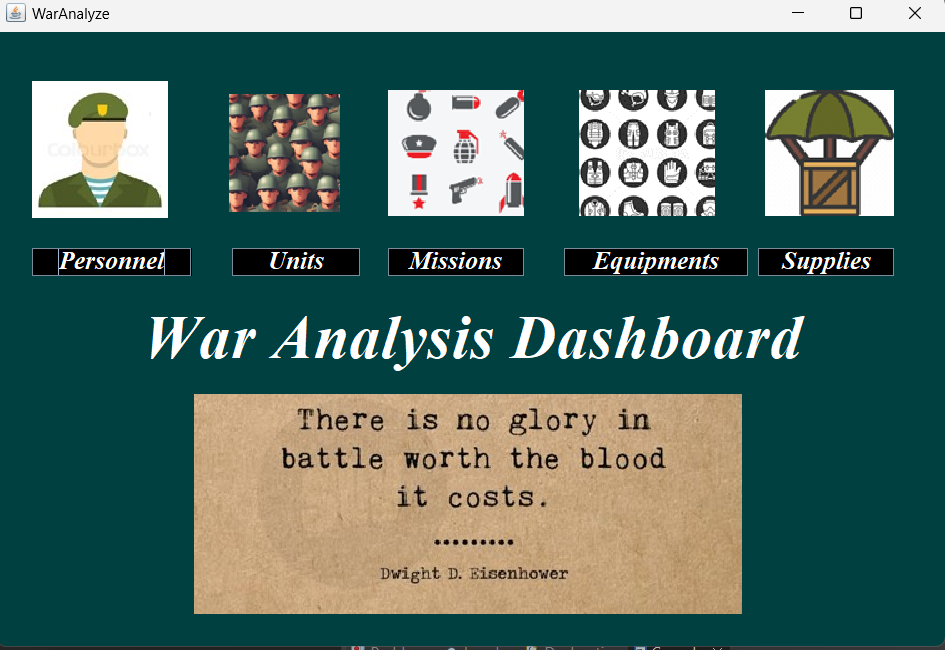 WarAnalyze
colourbox
Personnel
Units
Missions
Equipments
Supplies
War Analysis Dashboard
There is no glory in
battle worth the blood
it costs.
Dwight D. Eisenhower